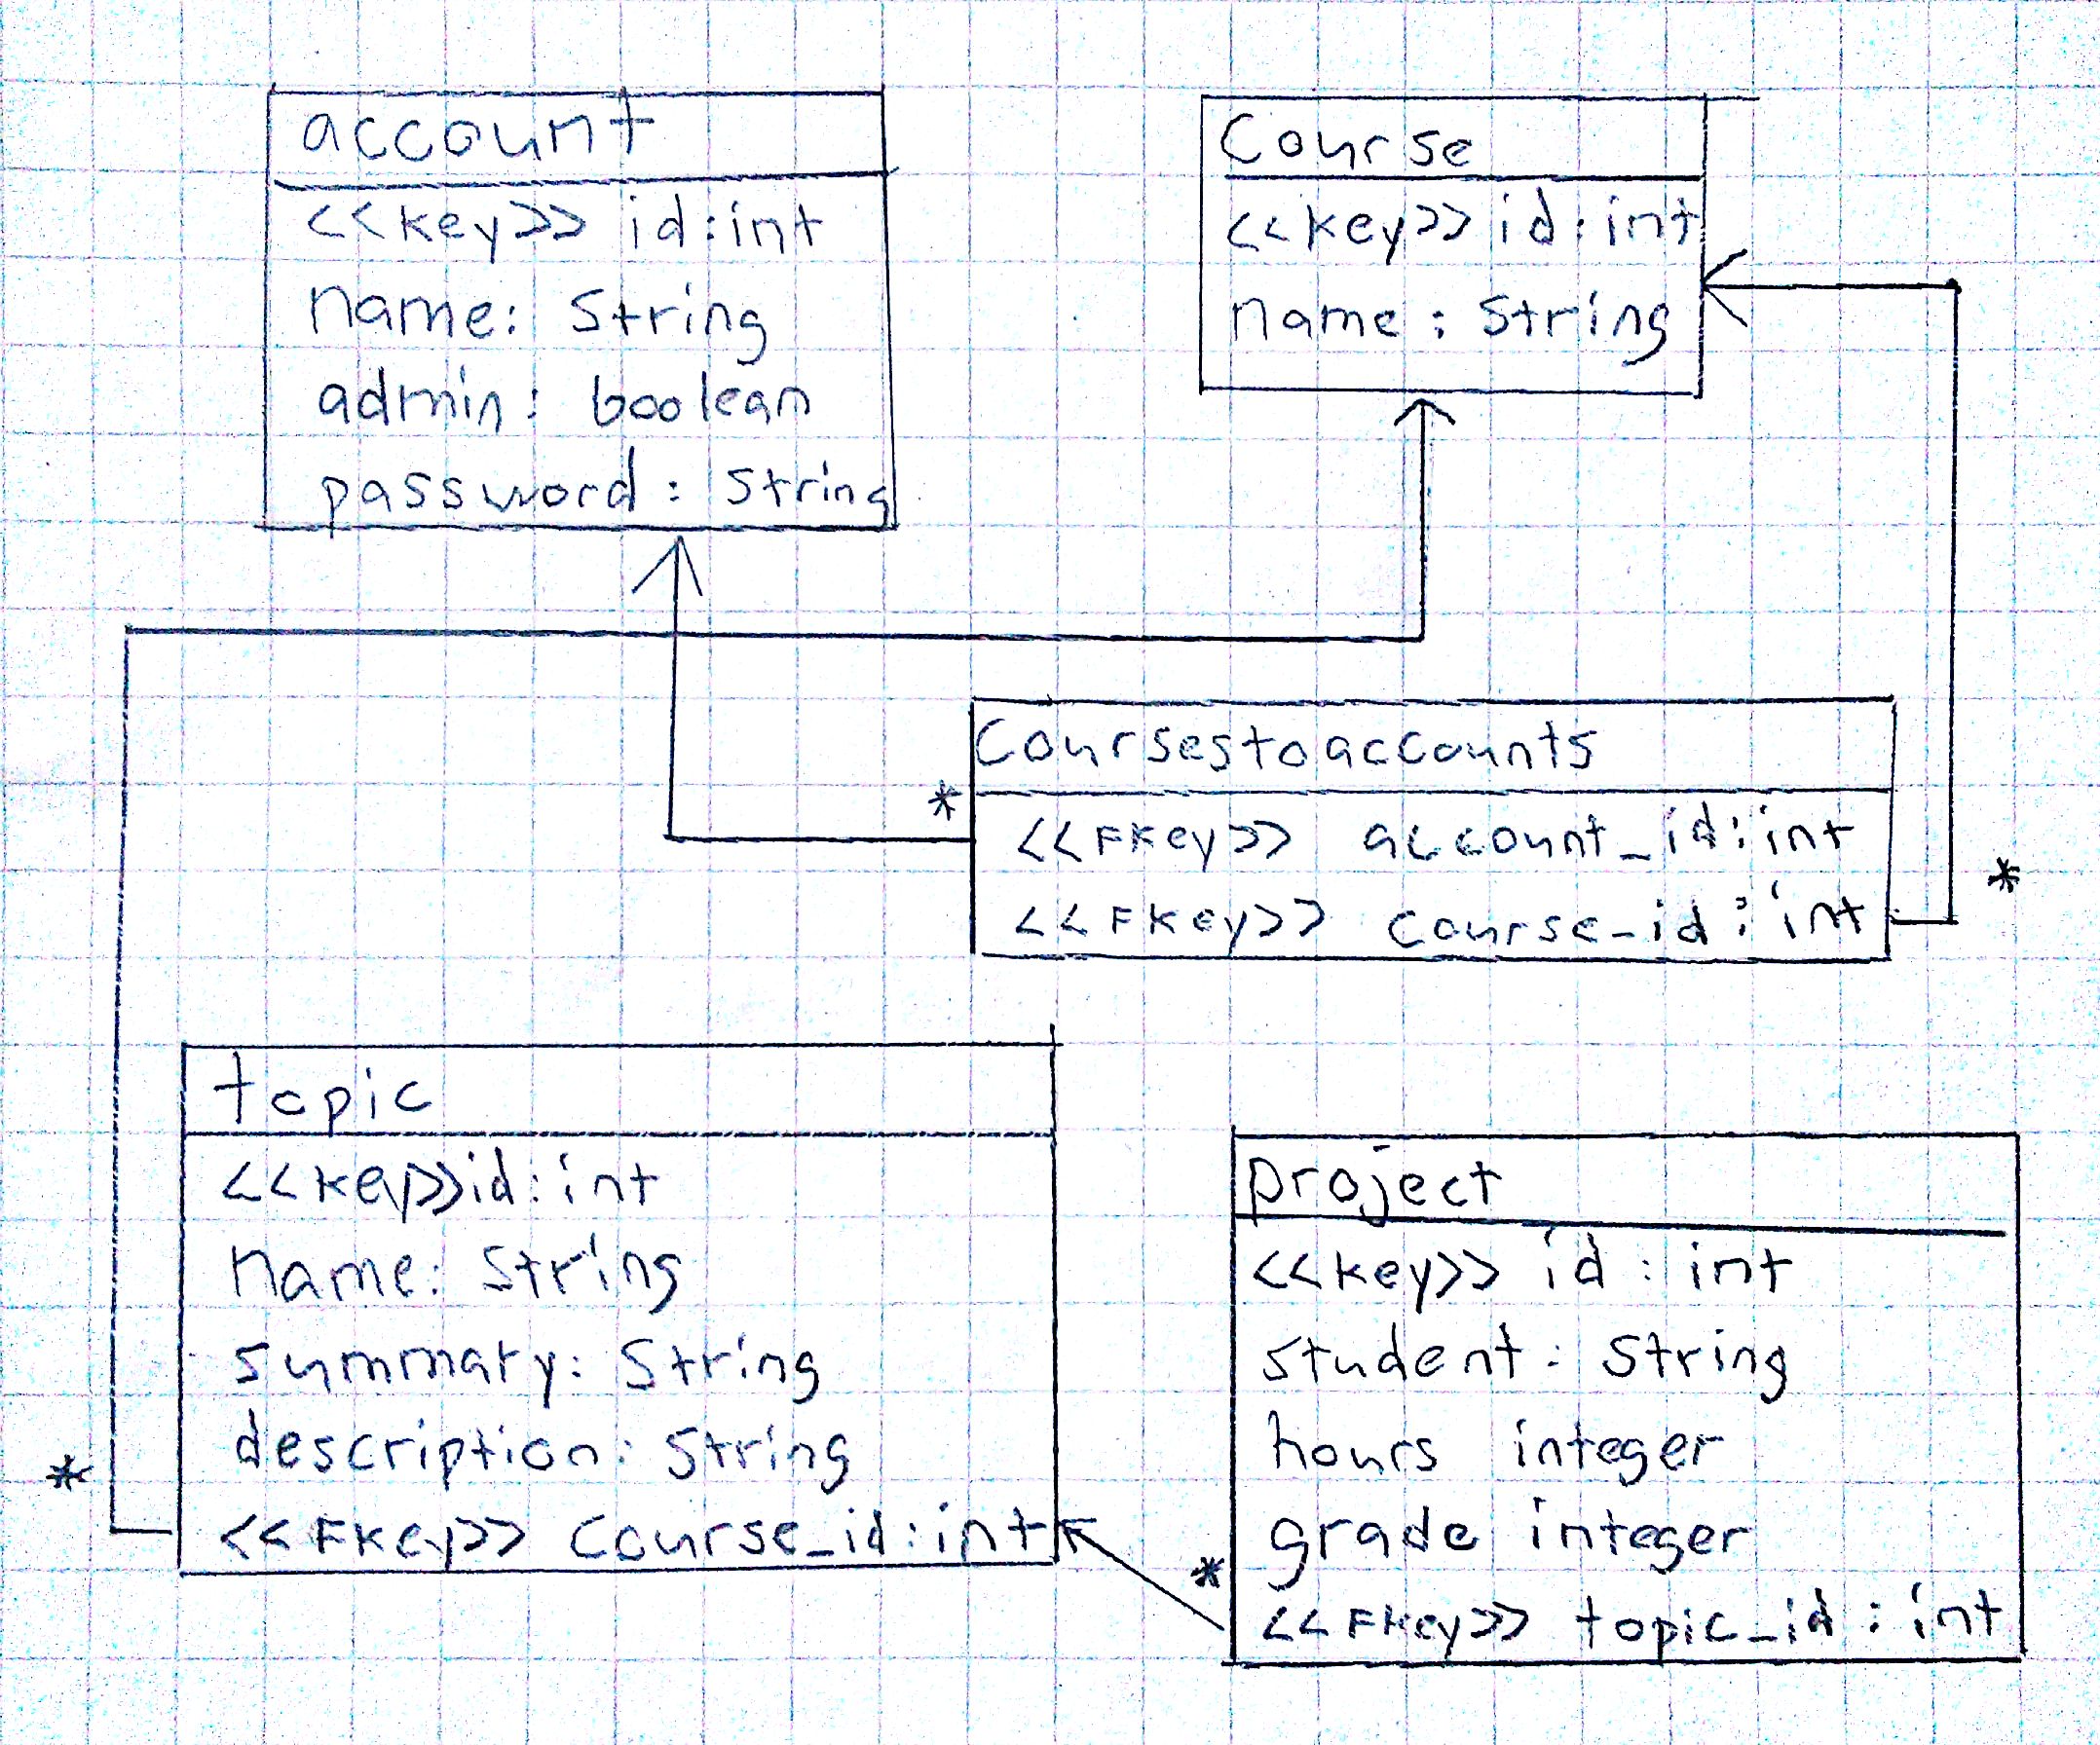 account
<<key>> id:int
name: String
admin: boolean
password: String
Course
<<key>> id:int
name: String
Coursestoaccounts
*
<<Fkey>> account_id:int
<<Fkey>> course_id:int
*
topic
<<key>>id:int
name: String
summary: String
description: String
*
<<Fkey>> Course_id:int
project
<<key>> id: int
student: String
hours integer
grade integer
*
<<Fkey>> topic_id: int